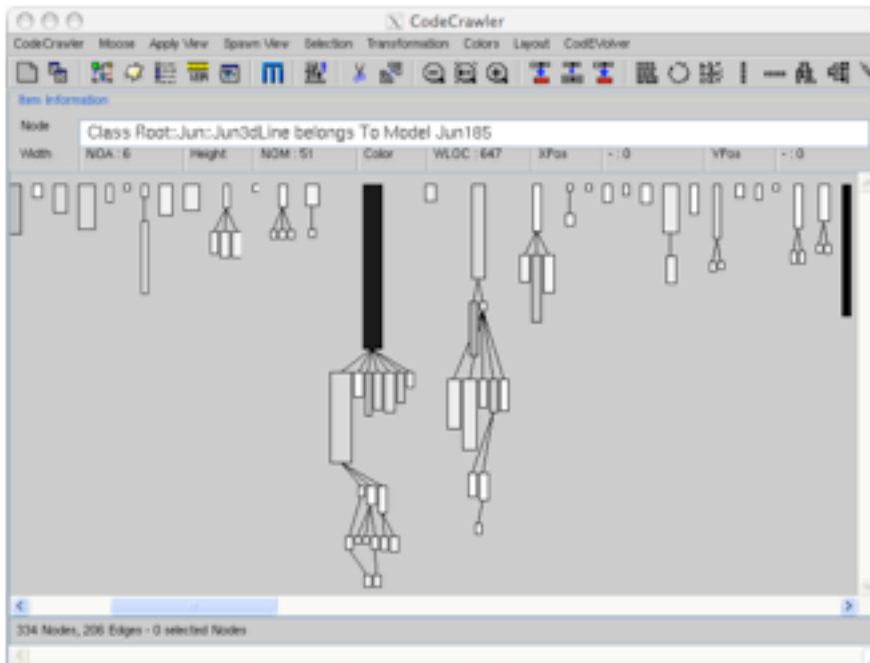 CodeCrawler
CodeCrawler Moose Apply View Spawn View Selection Transformation Colors Layout CodEVolver
Item Information
Node
Class Root::Jun::Jun3dLine belongs To Model Jun185
Width NOA : 6 Height NOM : 51 Color WLOC : 647 XPos - : 0 YPos - : 0
334 Nodes, 206 Edges - 0 selected Nodes